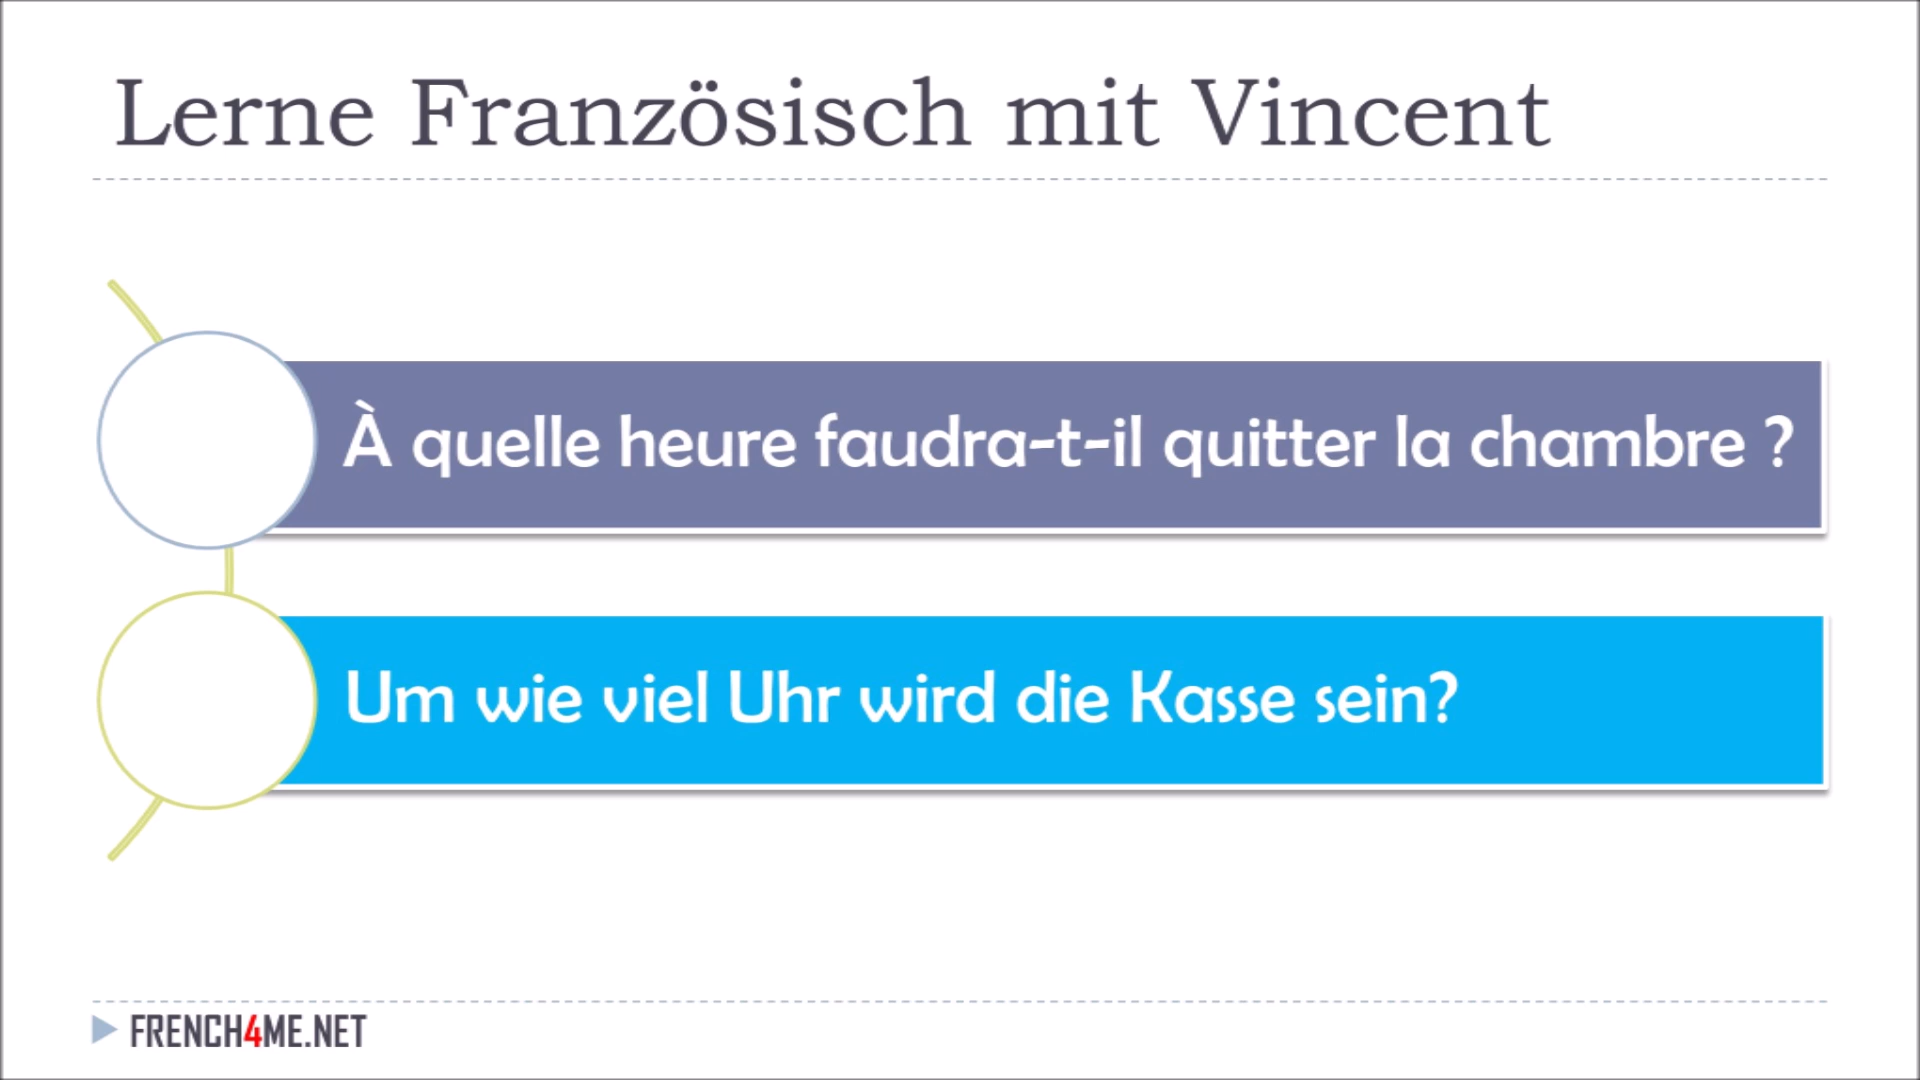 Lerne Französisch mit Vincent
À quelle heure faudra-t-il quitter la chambre ?
Um wie viel Uhr wird die Kasse sein?
FRENCH4ME.NET